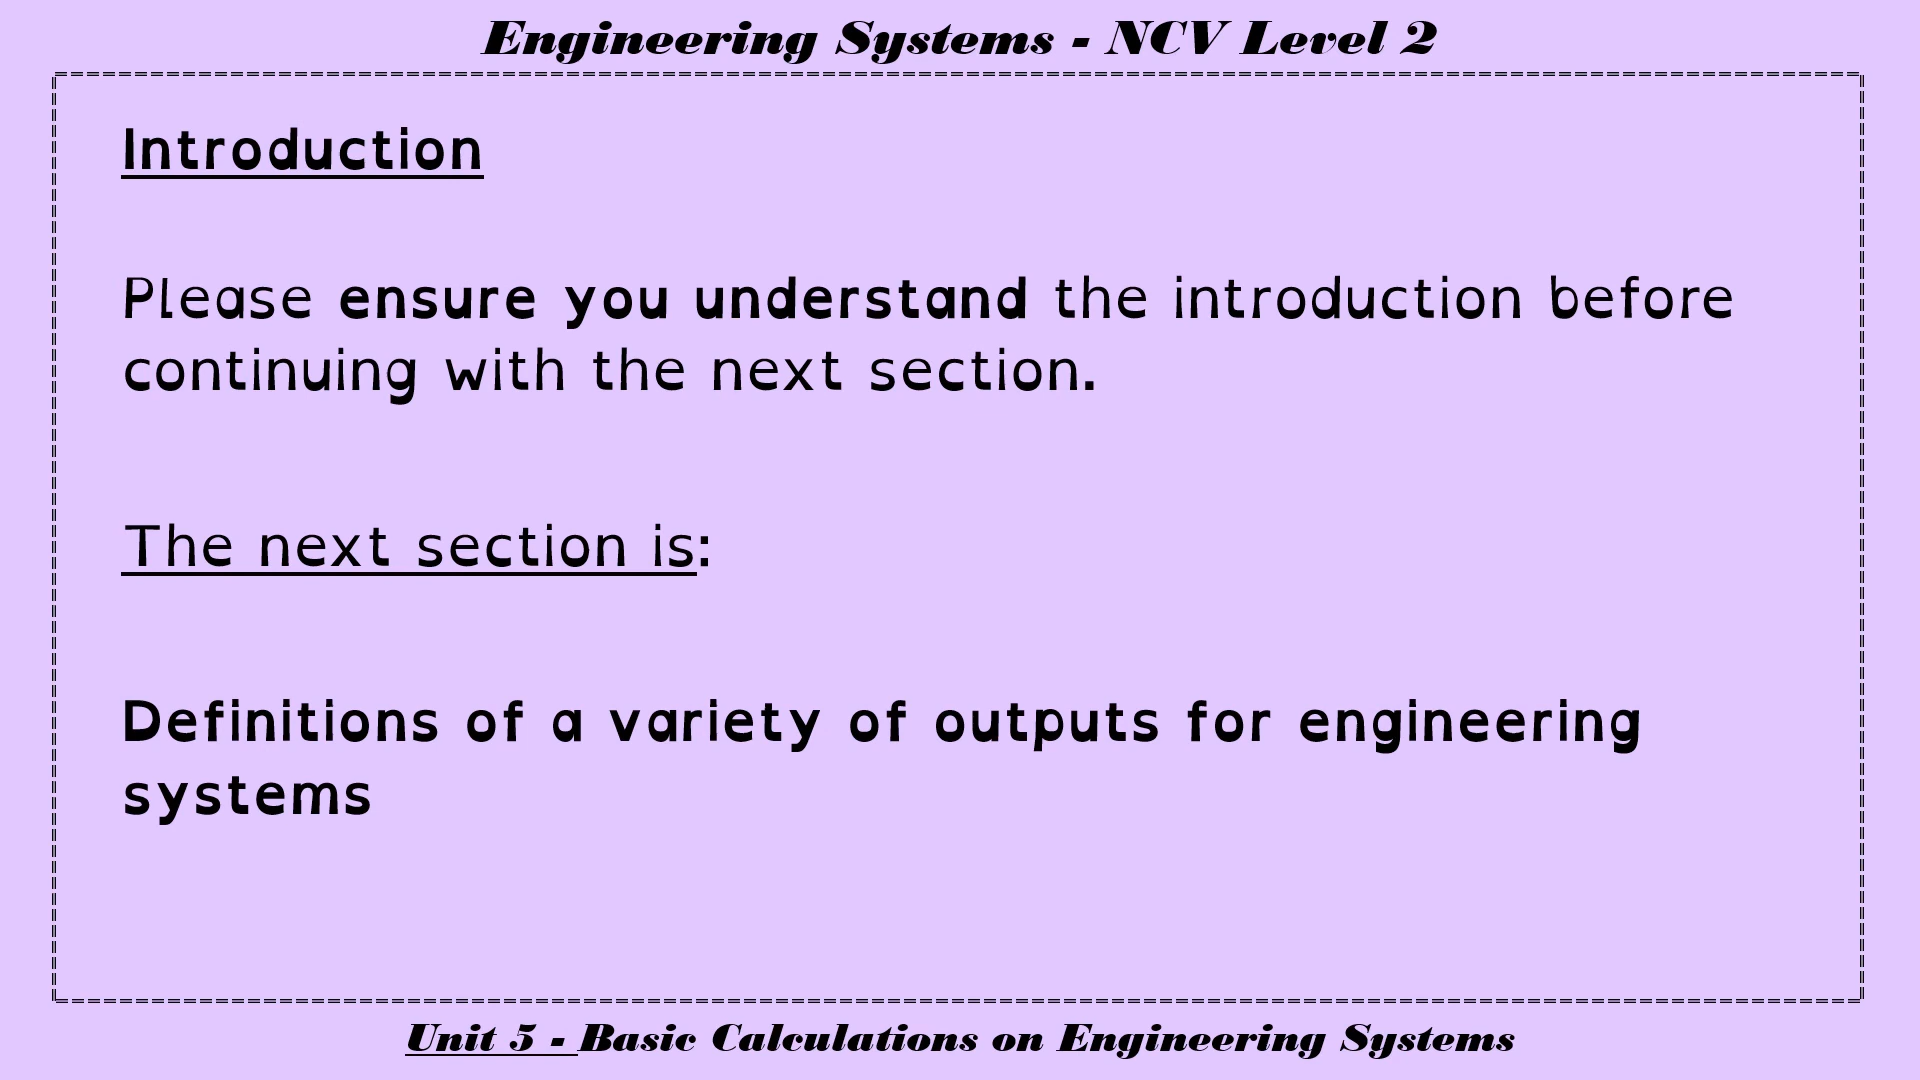 Engineering Systems - NCV Level 2
Introduction
Please ensure you understand the introduction before
continuing with the next section.
The next section is:
Definitions of a variety of outputs for engineering
systems
Unit 5 - Basic Calculations on Engineering Systems